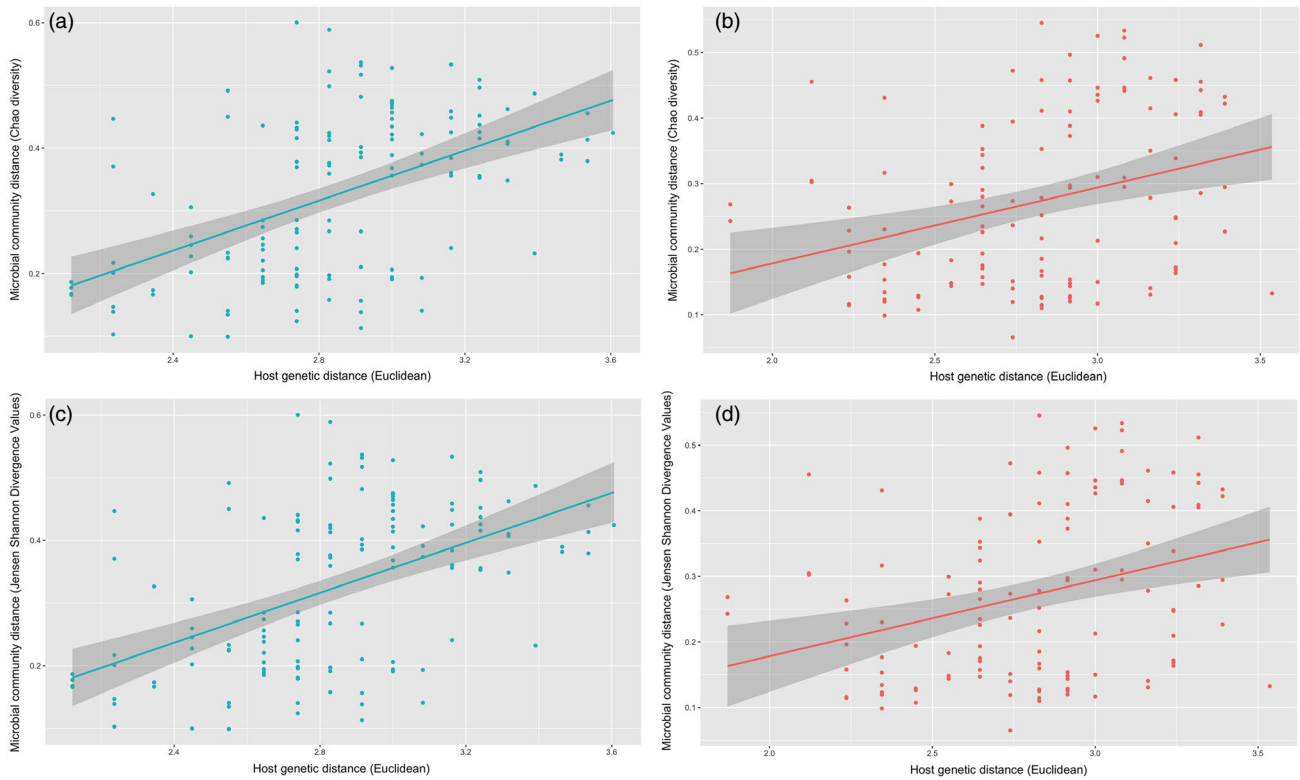 (a)
Microbial community distance (Chao diversity)
0.6
0.4
0.2
2.4 2.8 3.2 3.6
Host genetic distance (Euclidean)
(b)
Microbial community distance (Chao diversity)
0.5
0.4
0.3
0.2
0.1
2.0 2.5 3.0 3.5
Host genetic distance (Euclidean)
(c)
Microbial community distance (Jensen Shannon Divergence Values)
0.6
0.4
0.2
2.4 2.8 3.2 3.6
Host genetic distance (Euclidean)
(d)
Microbial community distance (Jensen Shannon Divergence Values)
0.5
0.4
0.3
0.2
0.1
2.0 2.5 3.0 3.5
Host genetic distance (Euclidean)